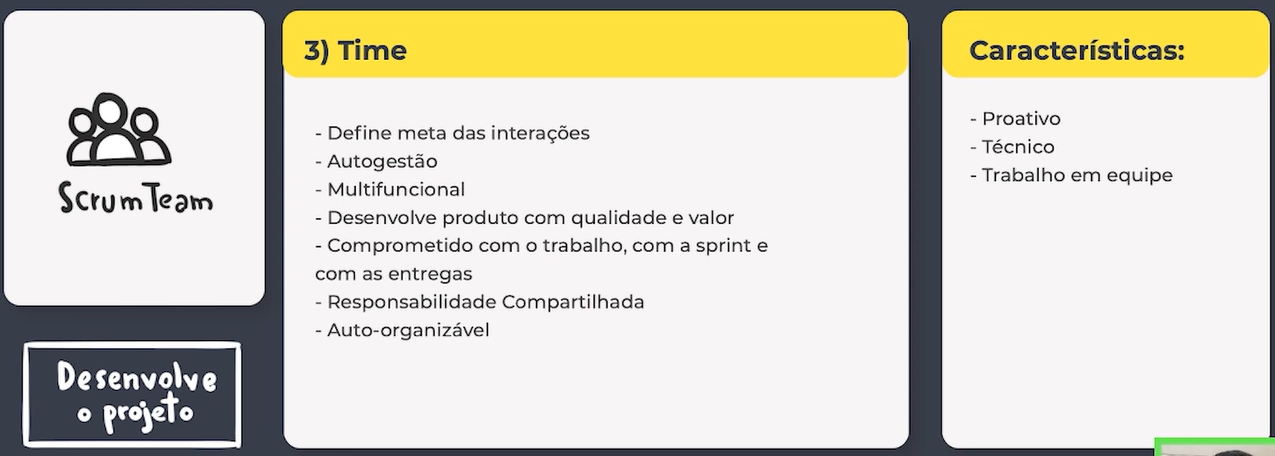 Scrum Team
Desenvolve
o projeto
3) Time
- Define meta das interações
- Autogestão
- Multifuncional
- Desenvolve produto com qualidade e valor
- Comprometido com o trabalho, com a sprint e
com as entregas
- Responsabilidade Compartilhada
- Auto-organizável
Características:
- Proativo
- Técnico
- Trabalho em equipe